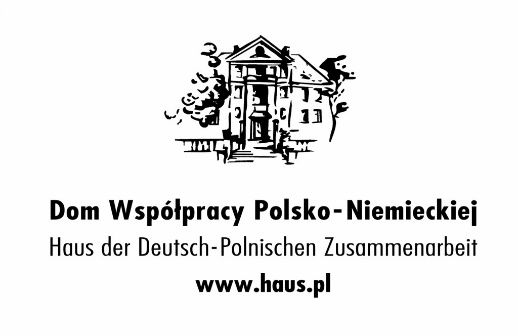 Dom Współpracy Polsko-Niemieckiej
Haus der Deutsch-Polnischen Zusammenarbeit
www.haus.pl